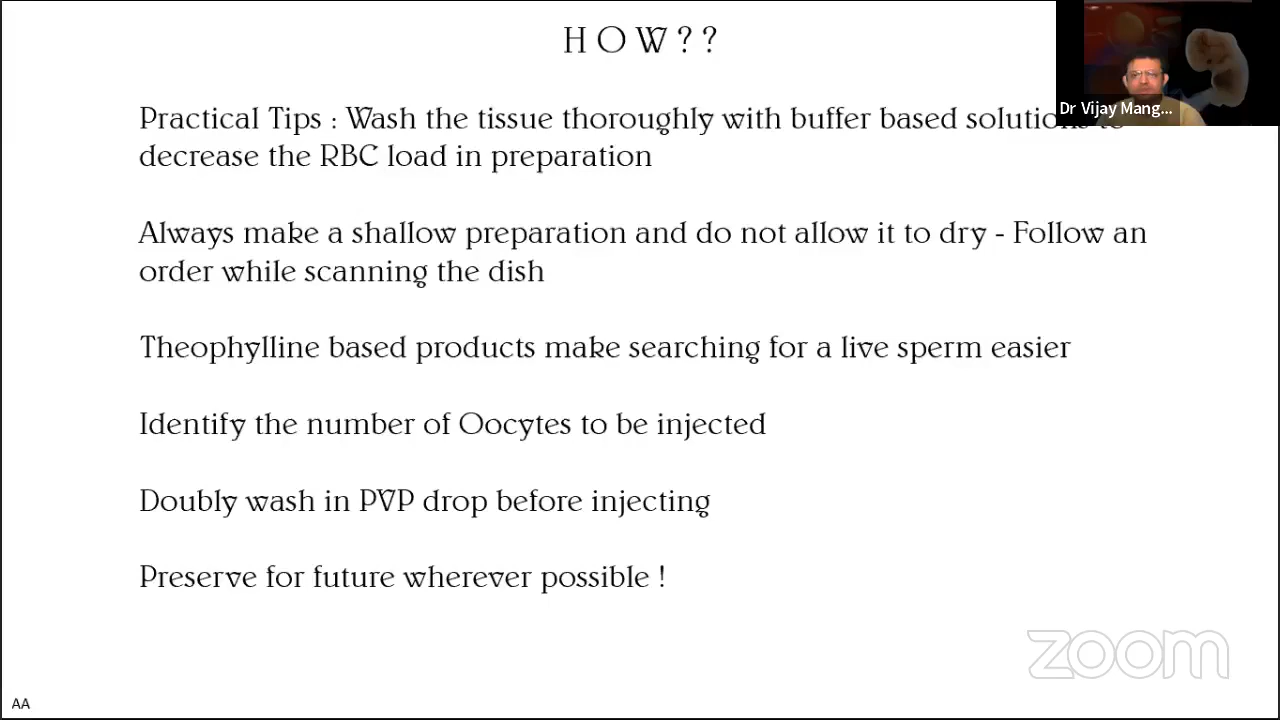 HOW??
Dr Vijay Mang...
Practical Tips : Wash the tissue thoroughly with buffer based solutions to
decrease the RBC load in preparation
Always make a shallow preparation and do not allow it to dry - Follow an
order while scanning the dish
Theophylline based products make searching for a live sperm easier
Identify the number of Oocytes to be injected
Doubly wash in PVP drop before injecting
Preserve for future wherever possible !
zoom
AA